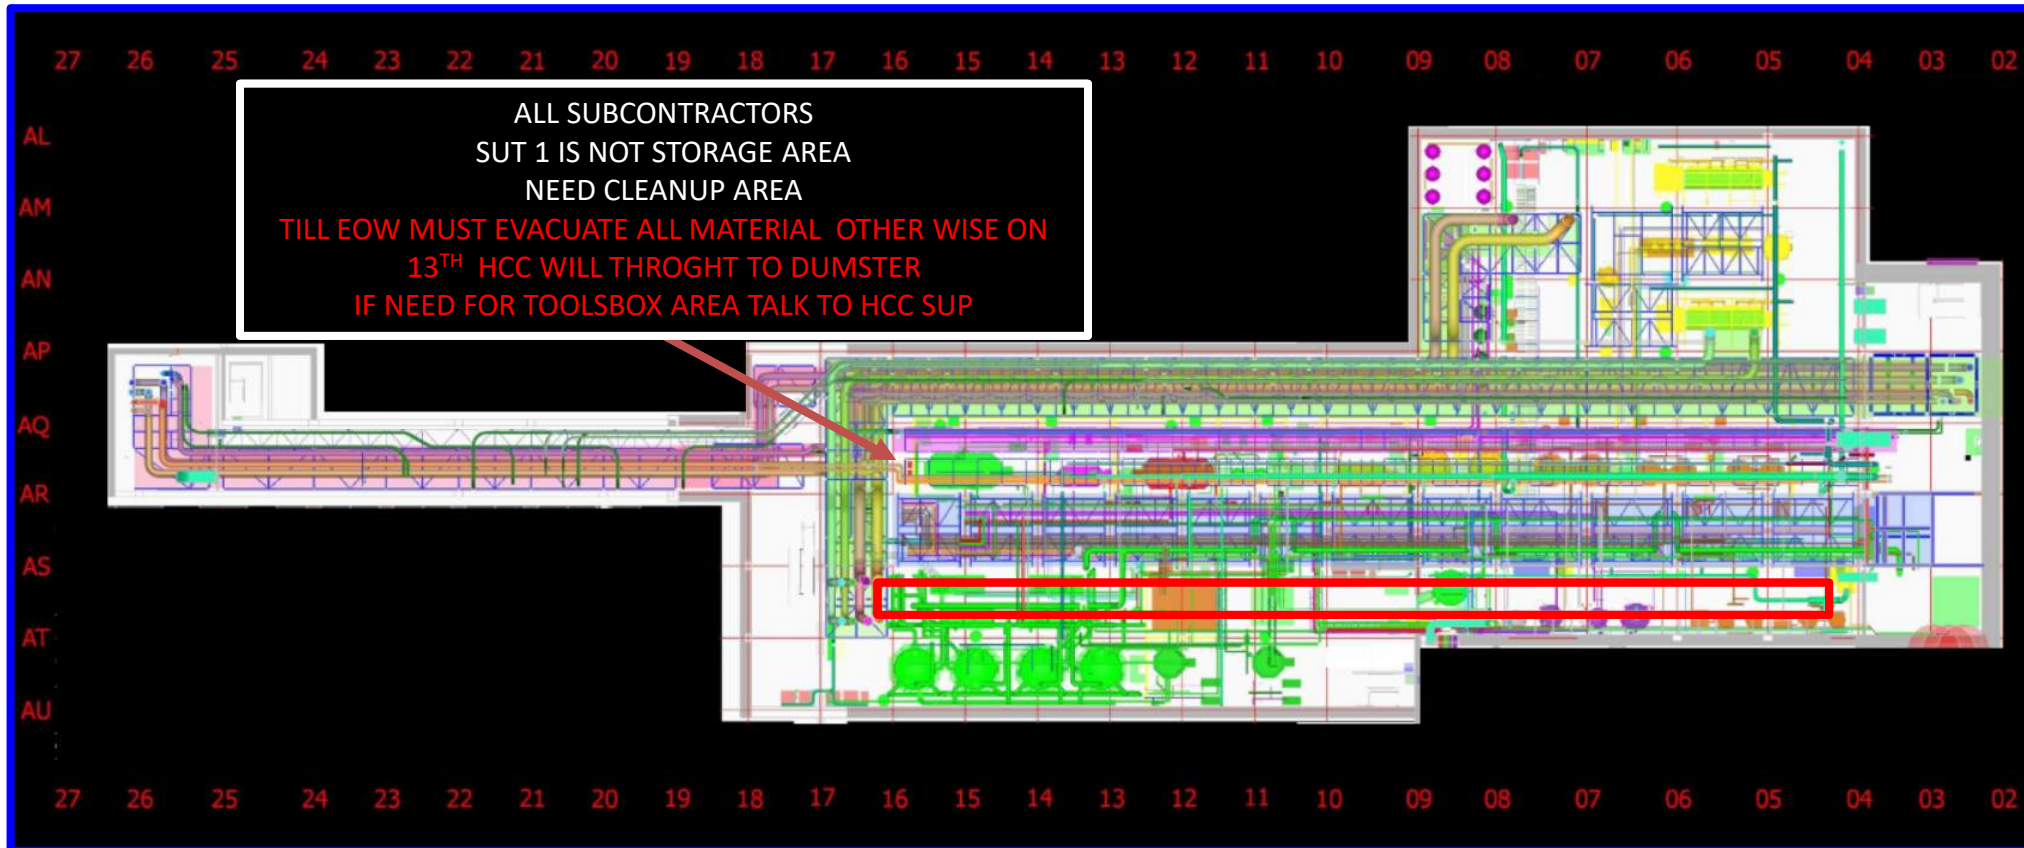 27 26 25 24 23 22 21 20 19 18 17 16 15 14 13 12 11 10 09 08 07 06 05 04 03 02
ALL SUBCONTRACTORS
SUT 1 IS NOT STORAGE AREA
NEED CLEANUP AREA
TILL EOW MUST EVACUATE ALL MATERIAL OTHER WISE ON
13TH HCC WILL THROGHT TO DUMSTER
IF NEED FOR TOOLSBOX AREA TALK TO HCC SUP
AL
AM
AN
AP
AQ
AR
AS
AT
AU
27 26 25 24 23 22 21 20 19 18 17 16 15 14 13 12 11 10 09 08 07 06 05 04 03 02